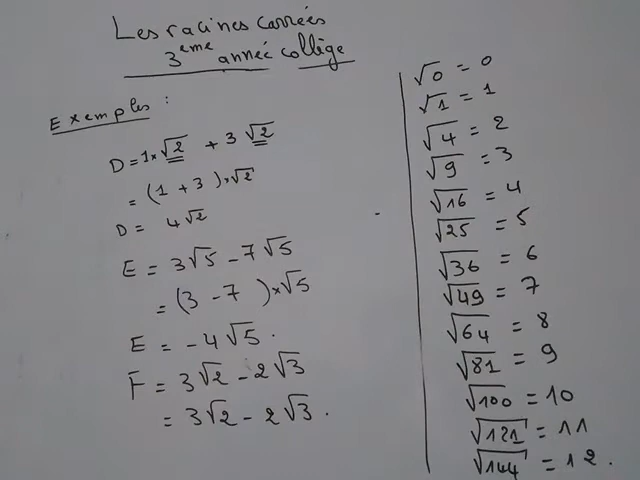 Les racines carrées
3eme année collège
Exemples :
D = 1×√2 + 3√2
= (1 + 3)×√2
D = 4√2
E = 3√5 - 7√5
= (3 - 7)×√5
E = -4√5.
F = 3√2 - 2√3
= 3√2 - 2√3.
√0 = 0
√1 = 1
√4 = 2
√9 = 3
√16 = 4
√25 = 5
√36 = 6
√49 = 7
√64 = 8
√81 = 9
√100 = 10
√121 = 11
√144 = 12.